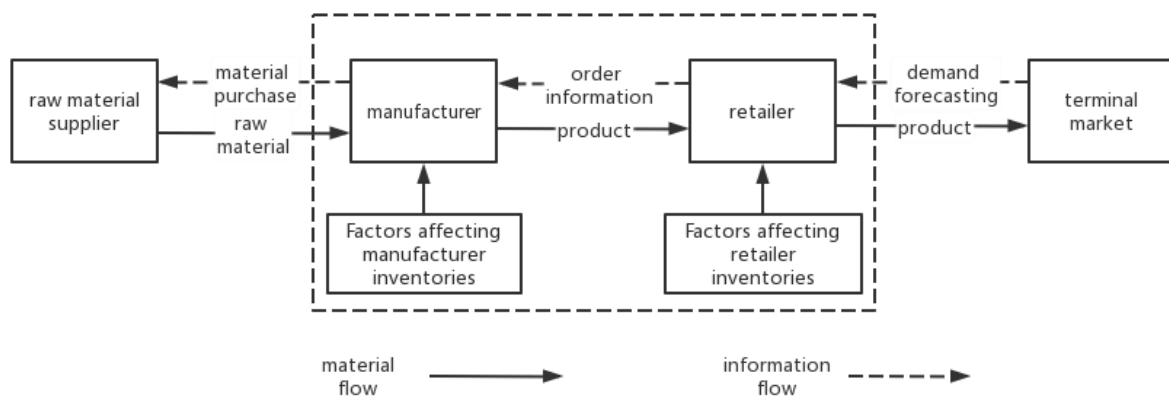 raw material
supplier
material
purchase
raw
material
manufacturer
order
information
product
retailer
demand
forecasting
product
terminal
market
Factors affecting
manufacturer
inventories
Factors affecting
retailer
inventories
material
flow
information
flow